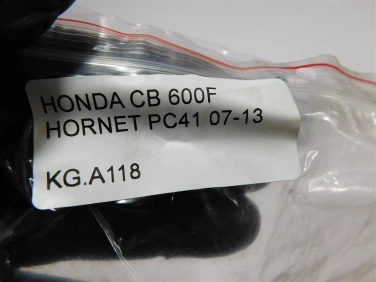 HONDA CB 600F
HORNET PC41 07-13
KG.A118